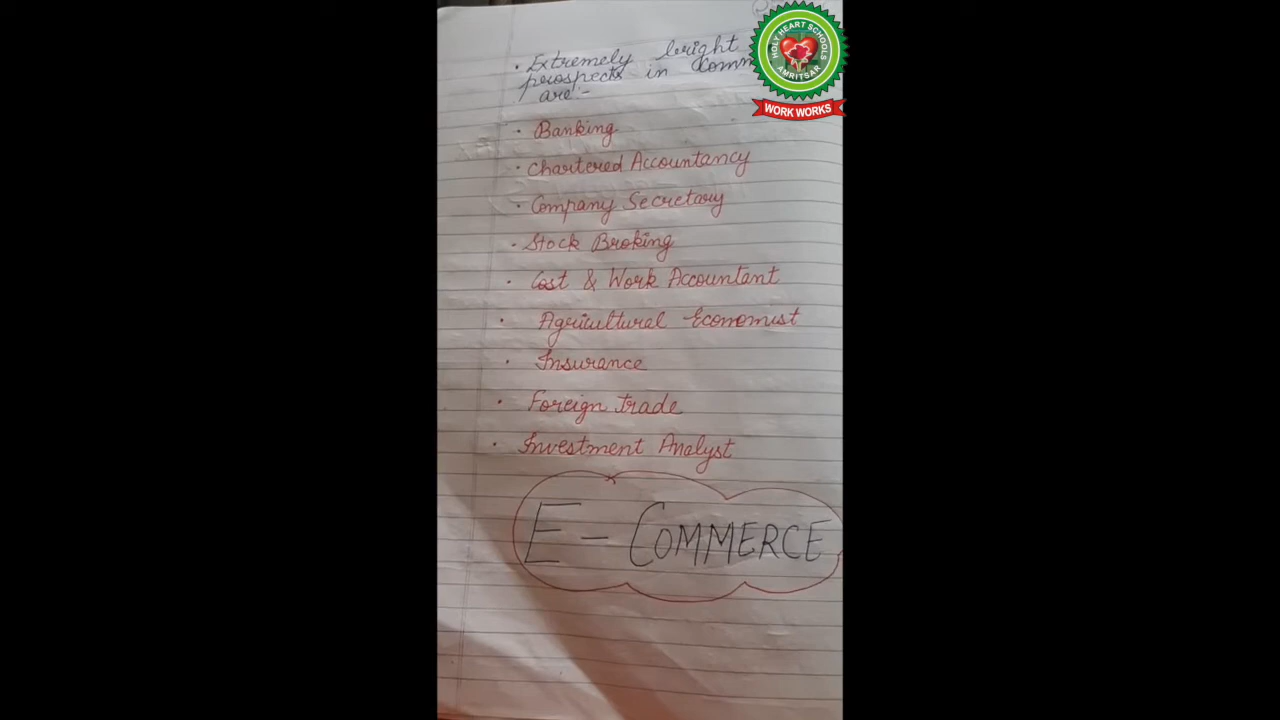 • Extremely bright
prospects in
are:-
• Banking
• Chartered Accountancy
• Company Secretary
• Stock Broking
• Cost & Work Accountant
• Agricultural Economist
• Insurance
• Foreign trade
• Investment Analyst
E - COMMERCE
HOLY HEART SCHOOLS
AMRITSAR
WORK WORKS